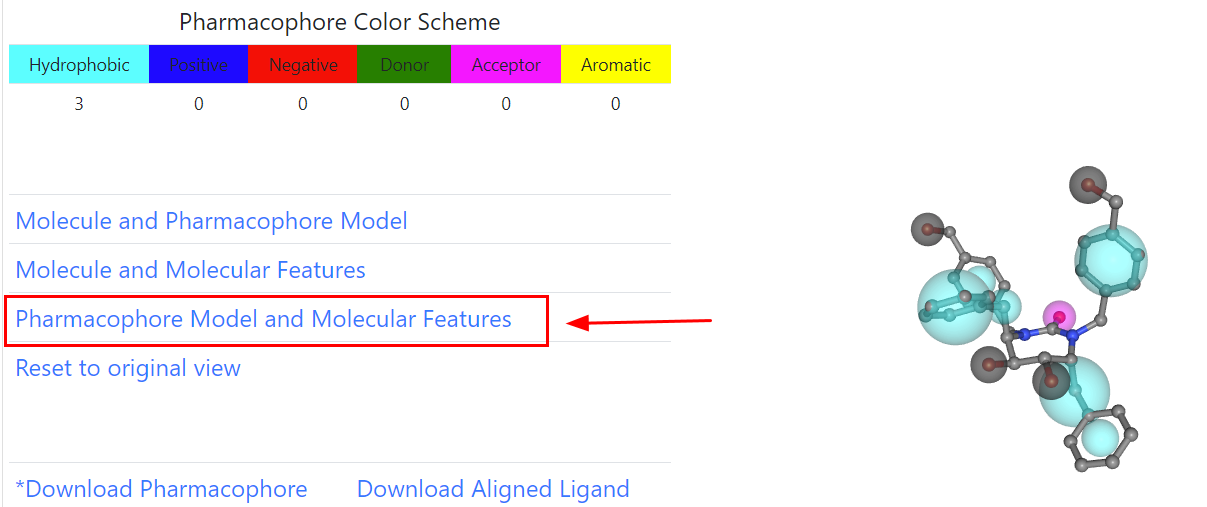 Pharmacophore Color Scheme
Hydrophobic Positive Negative Donor Acceptor Aromatic
3 0 0 0 0 0
Molecule and Pharmacophore Model
Molecule and Molecular Features
Pharmacophore Model and Molecular Features
Reset to original view
*Download Pharmacophore Download Aligned Ligand